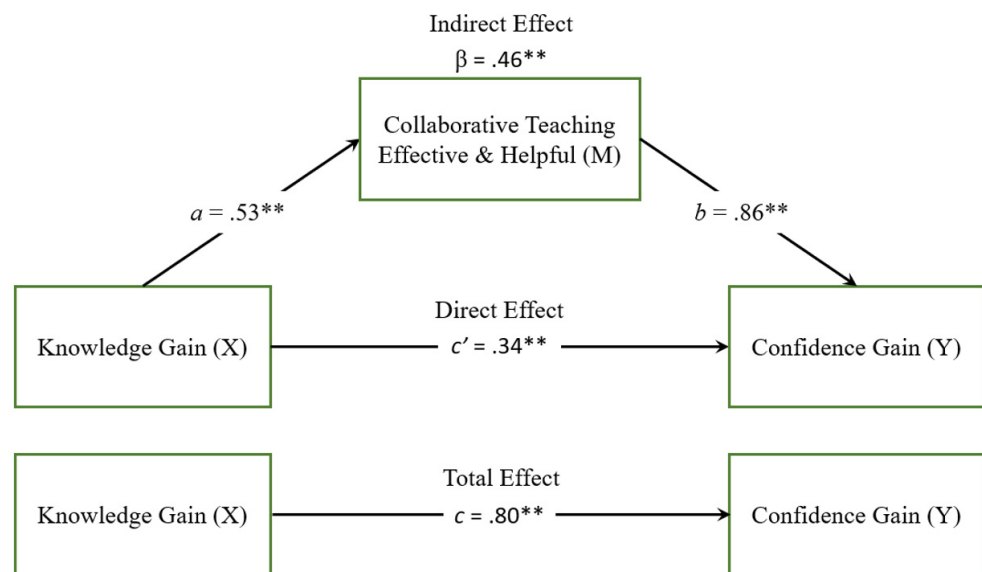 Indirect Effect
β = .46**
Collaborative Teaching
Effective & Helpful (M)
a = .53**
b = .86**
Direct Effect
Knowledge Gain (X)
c’ = .34**
Confidence Gain (Y)
Total Effect
Knowledge Gain (X)
c = .80**
Confidence Gain (Y)